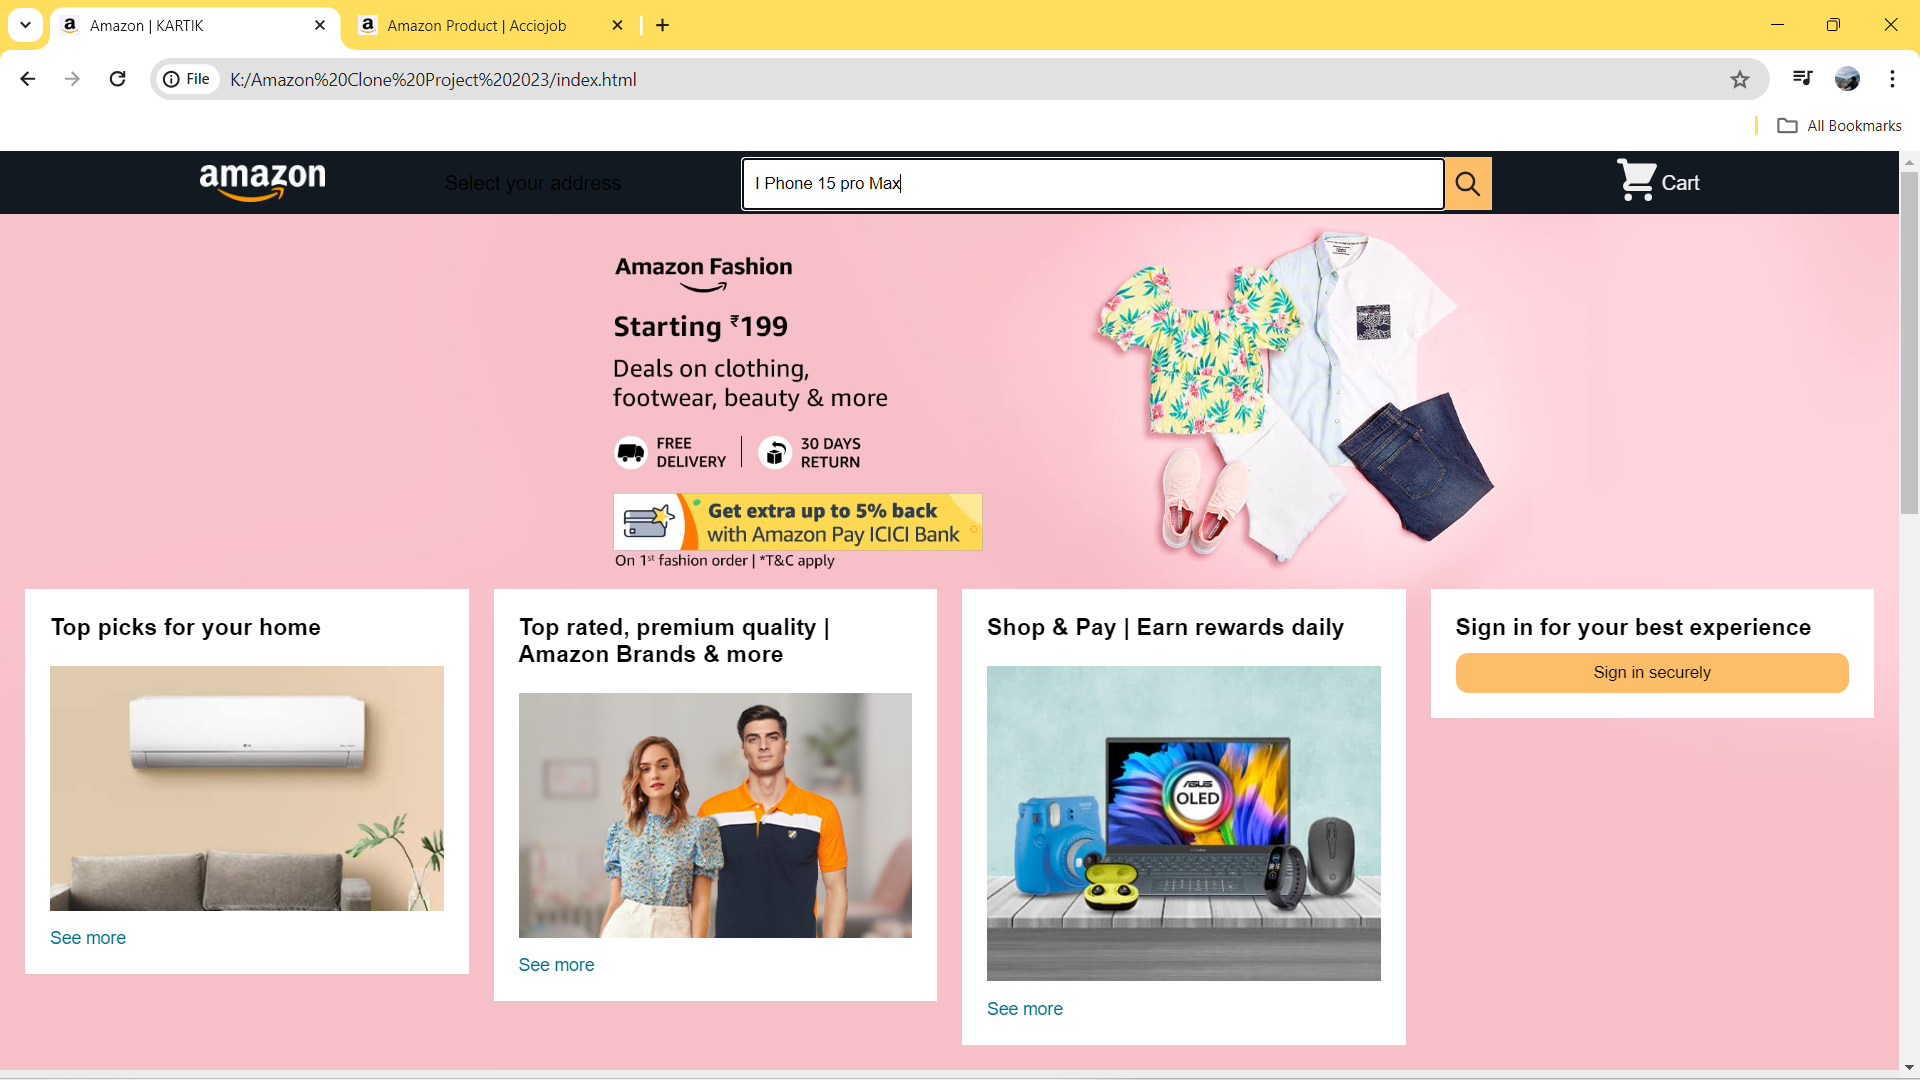 Amazon | KARTIK
Amazon Product | Acciojob
File
K:/Amazon%20Clone%20Project%202023/index.html
All Bookmarks
amazon
Select your address
I Phone 15 pro Max
Cart
Amazon Fashion
Starting ₹199
Deals on clothing,
footwear, beauty & more
FREE
DELIVERY
30 DAYS
RETURN
Get extra up to 5% back
with Amazon Pay ICICI Bank
On 1st fashion order | *T&C apply
Top picks for your home
LG
See more
Top rated, premium quality |
Amazon Brands & more
See more
Shop & Pay | Earn rewards daily
ASUS
OLED
See more
Sign in for your best experience
Sign in securely